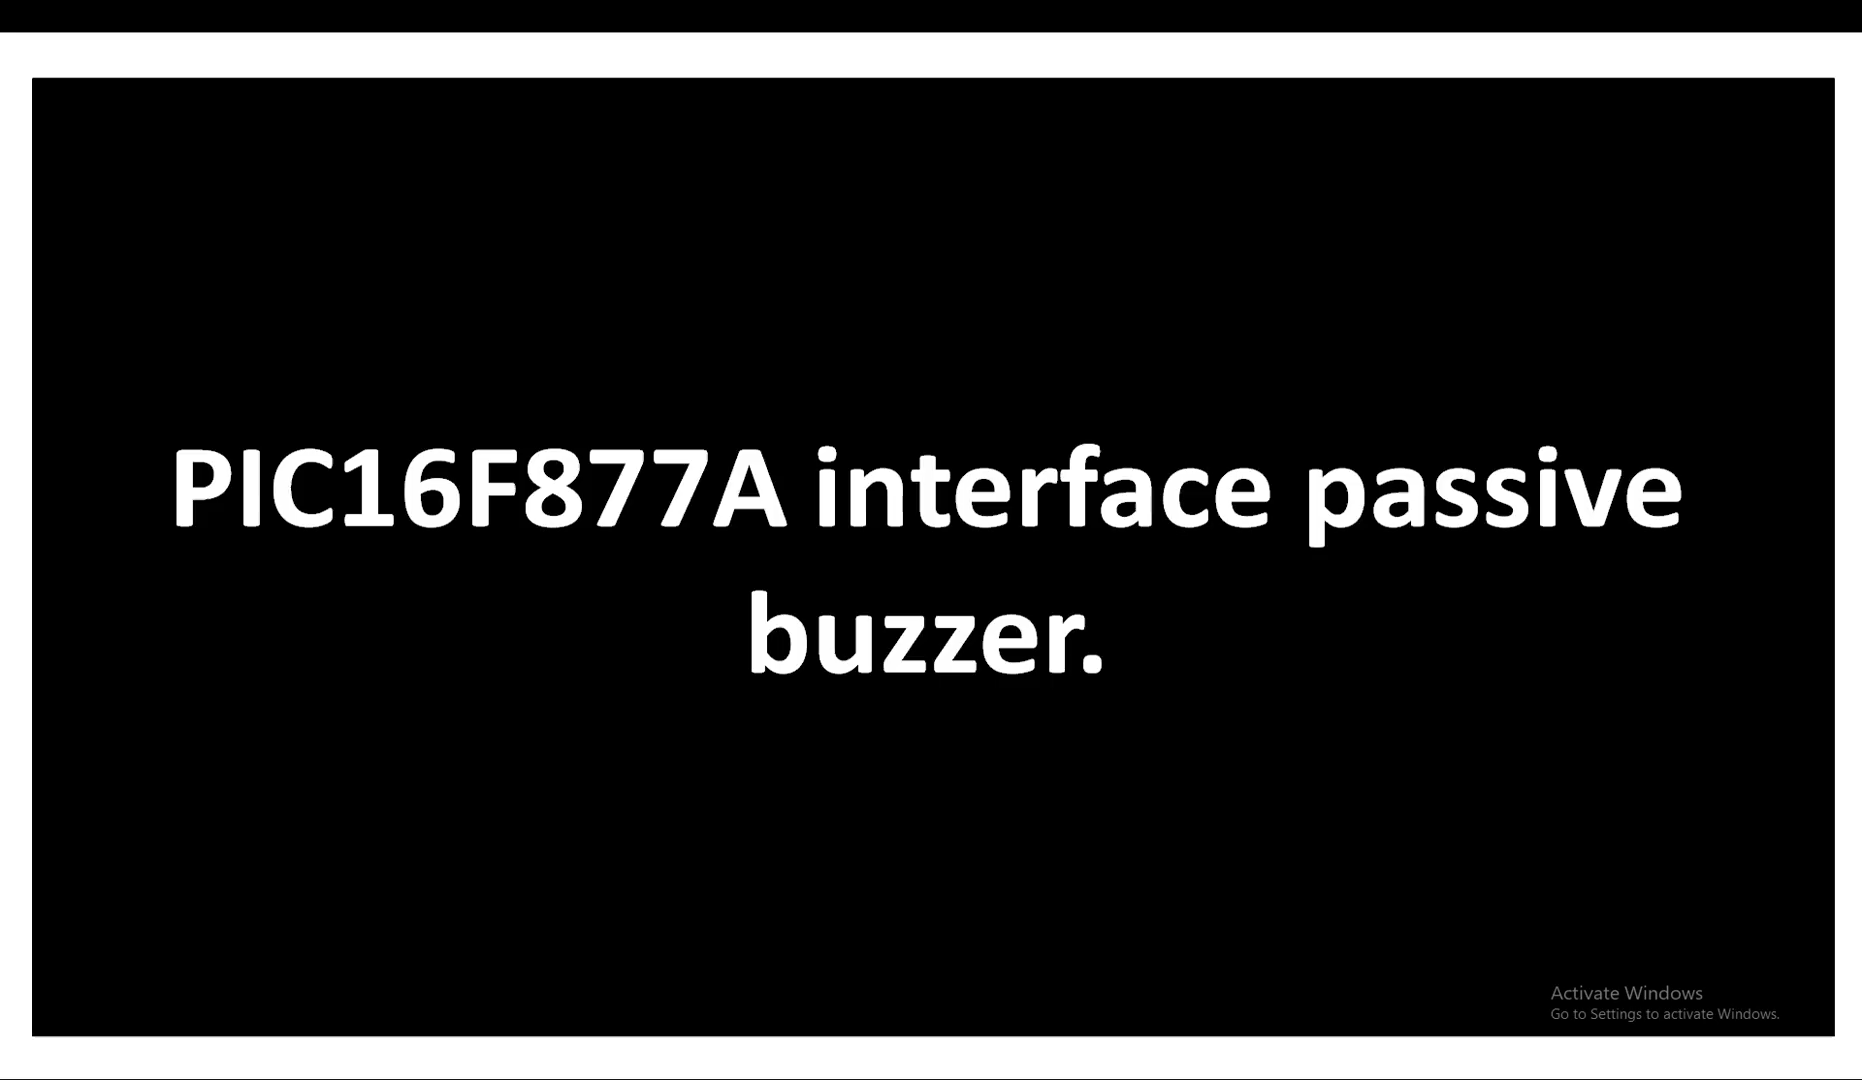 PIC16F877A interface passive
buzzer.
Activate Windows
Go to Settings to activate Windows.